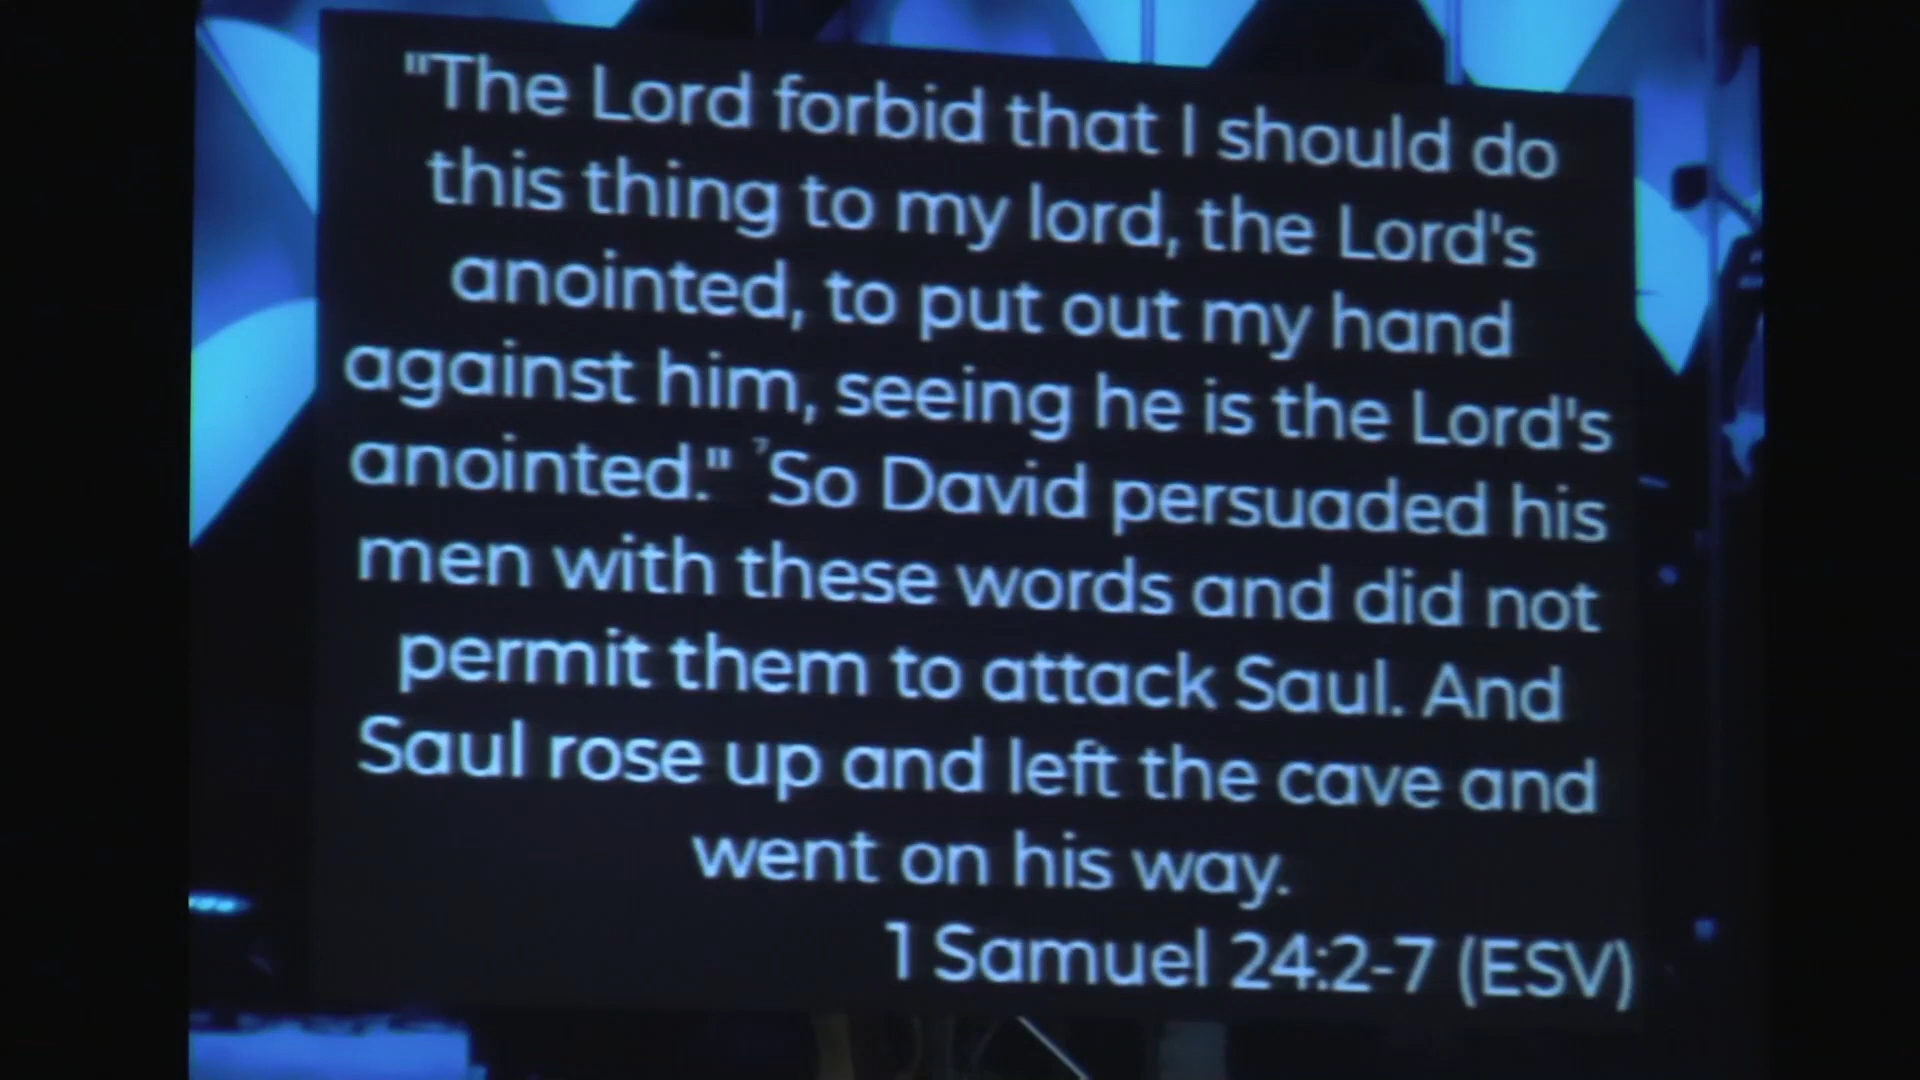 "The Lord forbid that I should do
this thing to my lord, the Lord's
anointed, to put out my hand
against him, seeing he is the Lord's
anointed." ⁷So David persuaded his
men with these words and did not
permit them to attack Saul. And
Saul rose up and left the cave and
went on his way.
1 Samuel 24:2-7 (ESV)